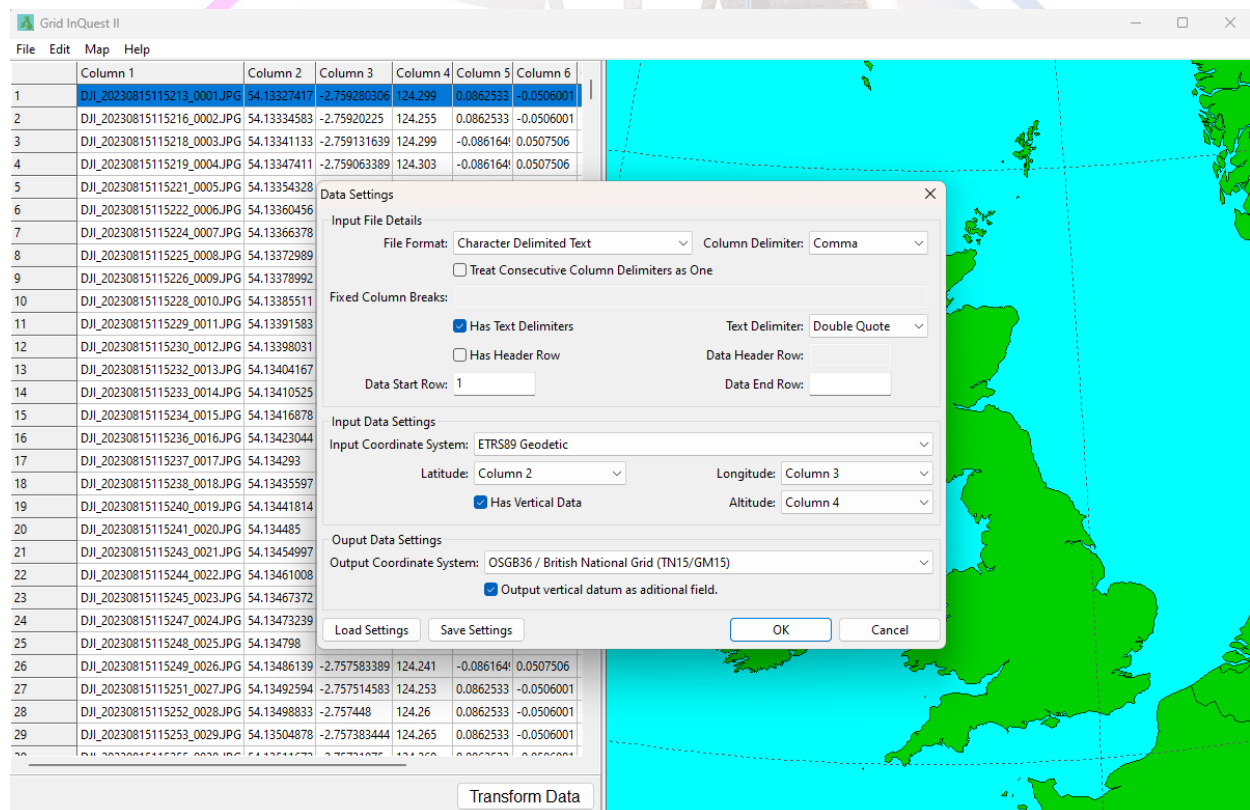 Grid InQuest II
File Edit Map Help
Column 1 Column 2 Column 3 Column 4 Column 5 Column 6
1 DJI_20230815115213_0001.JPG 54.13327417 -2.759280306 124.299 0.0862533 -0.0506001
2 DJI_20230815115216_0002.JPG 54.13334583 -2.75920225 124.255 0.0862533 -0.0506001
3 DJI_20230815115218_0003.JPG 54.13341133 -2.759131639 124.299 -0.086164! 0.0507506
4 DJI_20230815115219_0004.JPG 54.13347411 -2.759063389 124.303 -0.086164! 0.0507506
5 DJI_20230815115221_0005.JPG 54.13354328
6 DJI_20230815115222_0006.JPG 54.13360456
7 DJI_20230815115224_0007.JPG 54.13366378
8 DJI_20230815115225_0008.JPG 54.13372989
9 DJI_20230815115226_0009.JPG 54.13378992
10 DJI_20230815115228_0010.JPG 54.13385511
11 DJI_20230815115229_0011.JPG 54.13391583
12 DJI_20230815115230_0012.JPG 54.13398031
13 DJI_20230815115232_0013.JPG 54.13404167
14 DJI_20230815115233_0014.JPG 54.13410525
15 DJI_20230815115234_0015.JPG 54.13416878
16 DJI_20230815115236_0016.JPG 54.13423044
17 DJI_20230815115237_0017.JPG 54.134293
18 DJI_20230815115238_0018.JPG 54.13435597
19 DJI_20230815115240_0019.JPG 54.13441814
20 DJI_20230815115241_0020.JPG 54.134485
21 DJI_20230815115243_0021.JPG 54.13454997
22 DJI_20230815115244_0022.JPG 54.13461008
23 DJI_20230815115245_0023.JPG 54.13467372
24 DJI_20230815115247_0024.JPG 54.13473239
25 DJI_20230815115248_0025.JPG 54.134798
26 DJI_20230815115249_0026.JPG 54.13486139 -2.757583389 124.241 -0.086164! 0.0507506
27 DJI_20230815115251_0027.JPG 54.13492594 -2.757514583 124.253 0.0862533 -0.0506001
28 DJI_20230815115252_0028.JPG 54.13498833 -2.757448 124.26 0.0862533 -0.0506001
29 DJI_20230815115253_0029.JPG 54.13504878 -2.757383444 124.265 0.0862533 -0.0506001
Data Settings
Input File Details
File Format: Character Delimited Text Column Delimiter: Comma
Treat Consecutive Column Delimiters as One
Fixed Column Breaks:
Has Text Delimiters Text Delimiter: Double Quote
Has Header Row Data Header Row:
Data Start Row: 1 Data End Row:
Input Data Settings
Input Coordinate System: ETRS89 Geodetic
Latitude: Column 2 Longitude: Column 3
Has Vertical Data Altitude: Column 4
Ouput Data Settings
Output Coordinate System: OSGB36 / British National Grid (TN15/GM15)
Output vertical datum as aditional field.
Load Settings Save Settings OK Cancel
Transform Data